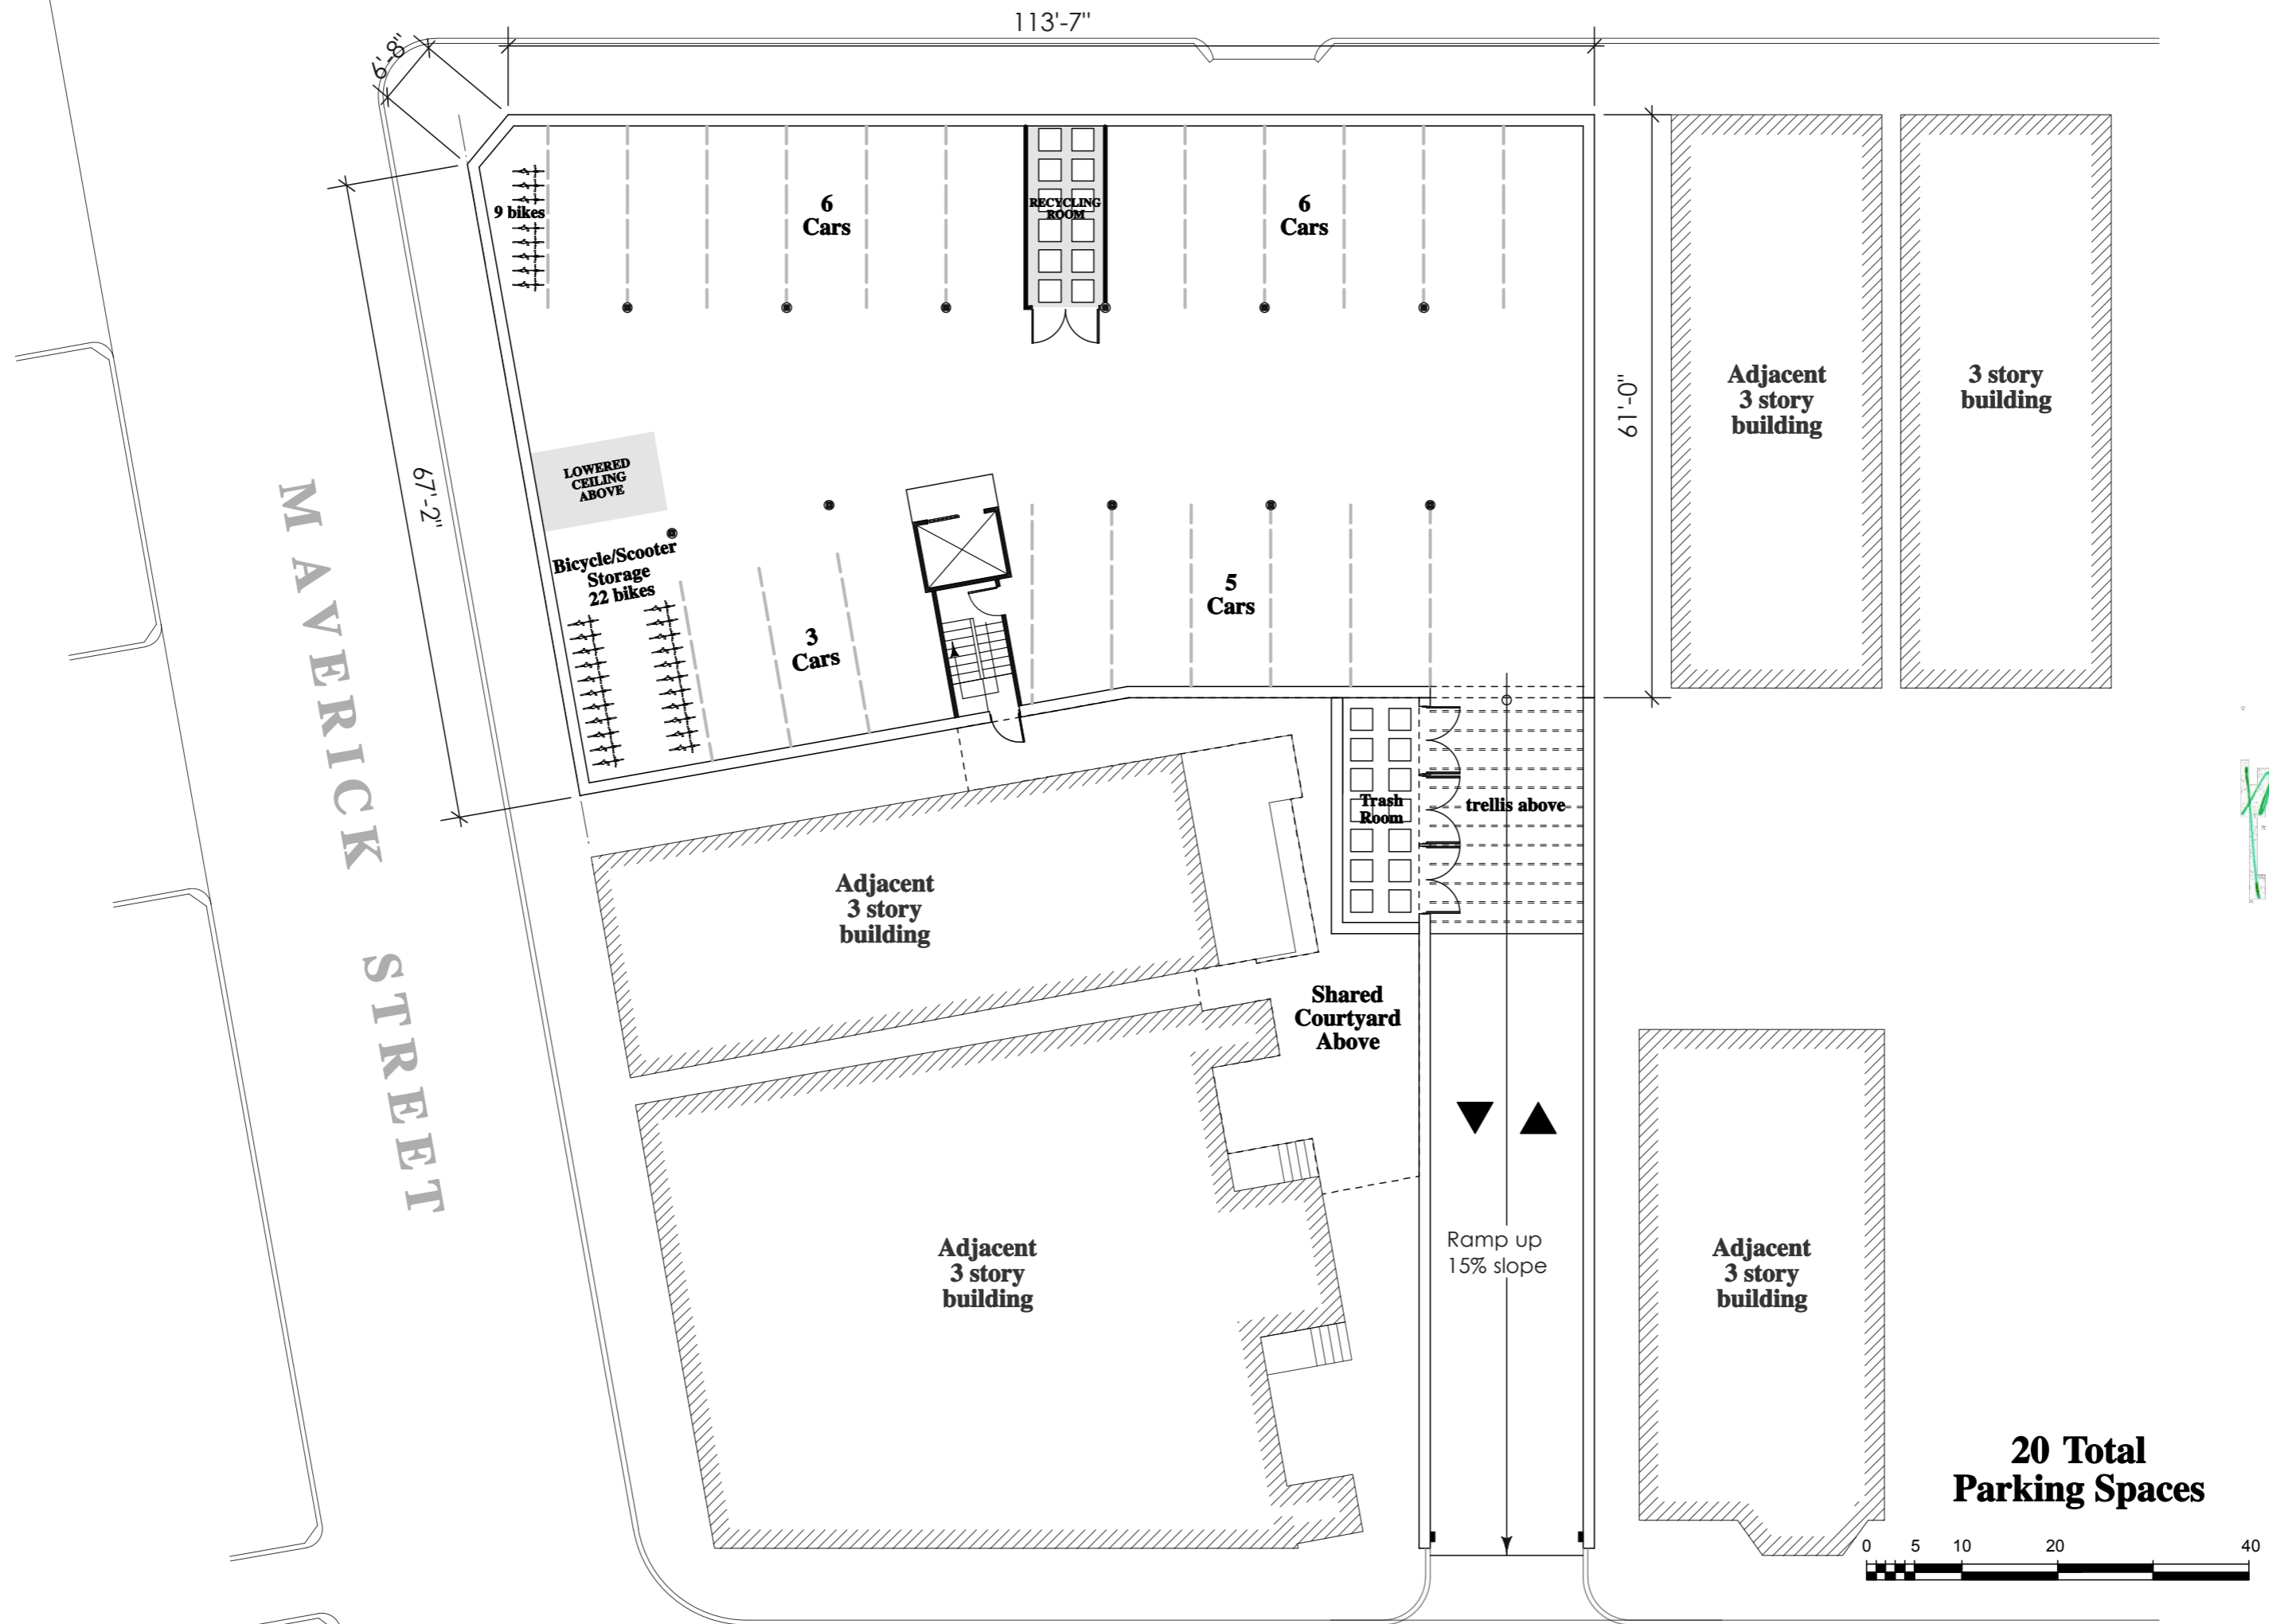 113'-7"
6'-8"
9 bikes
6
Cars
RECYCLING
ROOM
6
Cars
61'-0"
Adjacent
3 story
building
3 story
building
67'-2"
LOWERED
CEILING
ABOVE
Bicycle/Scooter
Storage
22 bikes
3
Cars
5
Cars
MAVERICK STREET
Trash
Room
trellis above
Adjacent
3 story
building
Shared
Courtyard
Above
Ramp up
15% slope
Adjacent
3 story
building
Adjacent
3 story
building
20 Total
Parking Spaces
0 5 10 20 40